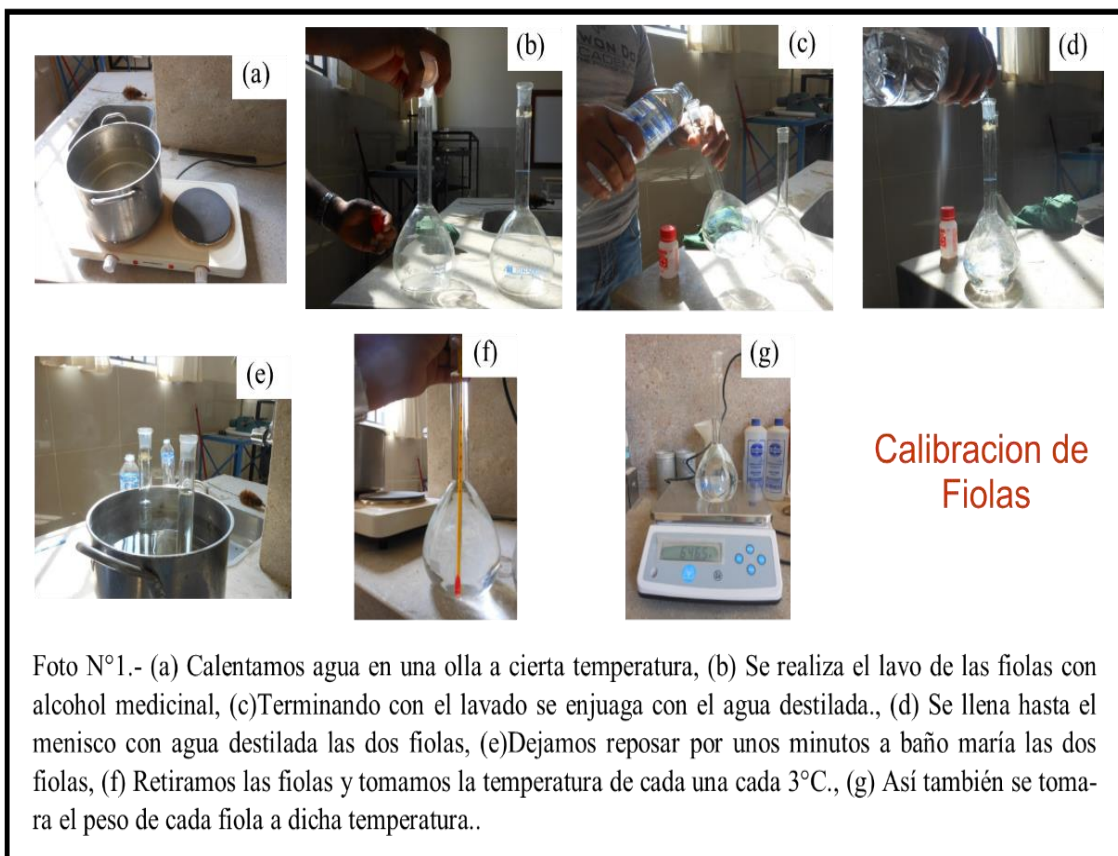 (a)
(b)
WON DO
(c)
(d)
(e)
(f)
(g)
Calibracion de
Fiolas
Foto N°1.- (a) Calentamos agua en una olla a cierta temperatura, (b) Se realiza el lavo de las fiolas con
alcohol medicinal, (c)Terminando con el lavado se enjuaga con el agua destilada., (d) Se llena hasta el
menisco con agua destilada las dos fiolas, (e)Dejamos reposar por unos minutos a baño maría las dos
fiolas, (f) Retiramos las fiolas y tomamos la temperatura de cada una cada 3°C., (g) Así también se toma-
ra el peso de cada fiola a dicha temperatura..